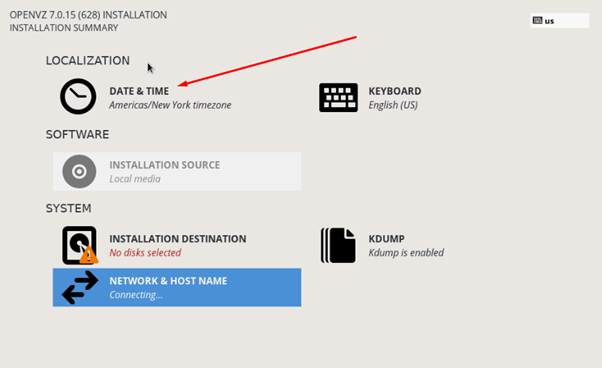 OPENVZ 7.0.15 (628) INSTALLATION
INSTALLATION SUMMARY
us
LOCALIZATION
DATE & TIME
Americas/New York timezone
KEYBOARD
English (US)
SOFTWARE
INSTALLATION SOURCE
Local media
SYSTEM
INSTALLATION DESTINATION
No disks selected
KDUMP
Kdump is enabled
NETWORK & HOST NAME
Connecting...